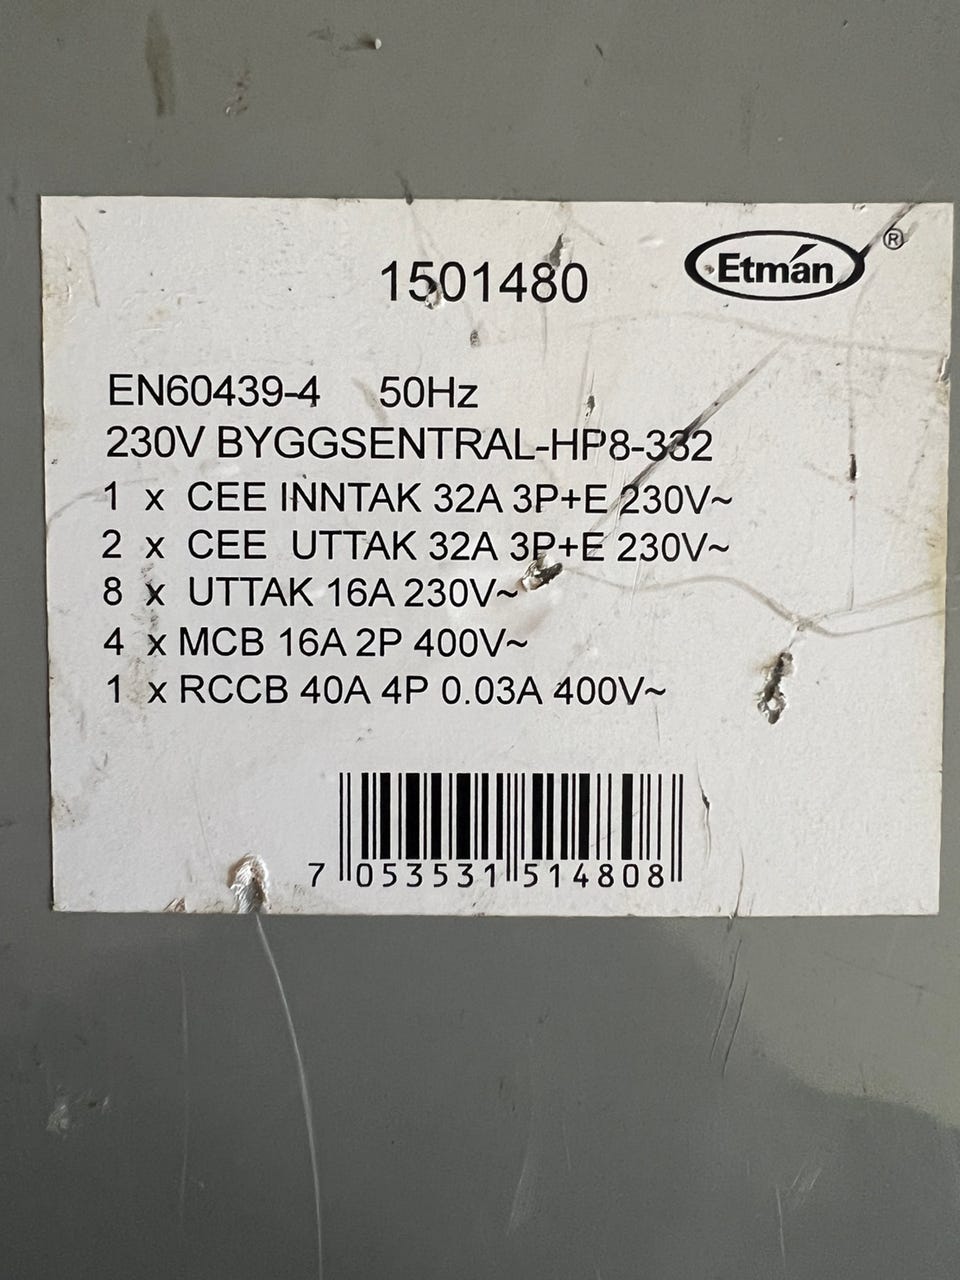 Etmán ®
1501480
EN60439-4 50Hz
230V BYGGSENTRAL-HP8-332
1 x CEE INNTAK 32A 3P+E 230V~
2 x CEE UTTAK 32A 3P+E 230V~
8 x UTTAK 16A 230V~
4 x MCB 16A 2P 400V~
1 x RCCB 40A 4P 0.03A 400V~
7 053531 514808